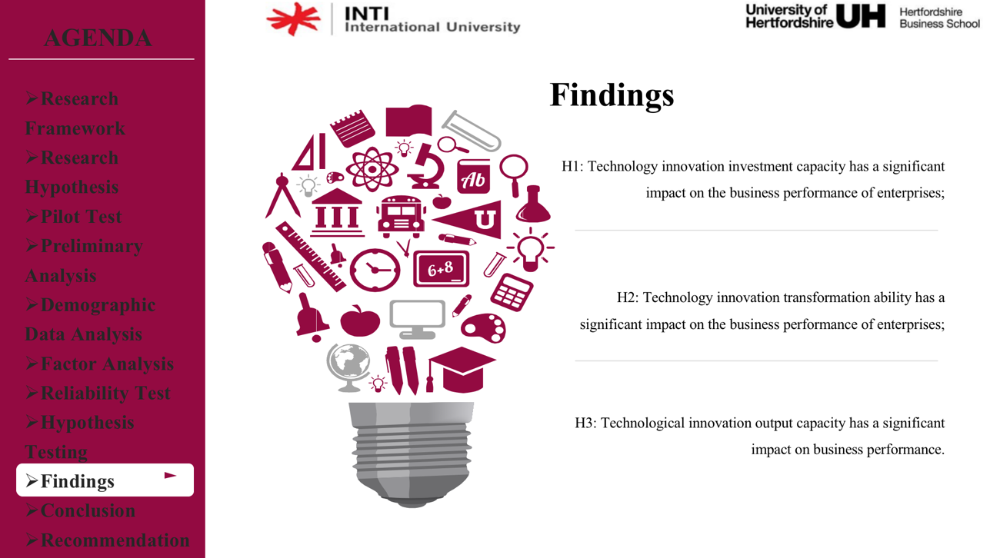 AGENDA
➢Research
Framework
➢Research
Hypothesis
➢Pilot Test
➢Preliminary
Analysis
➢Demographic
Data Analysis
➢Factor Analysis
➢Reliability Test
➢Hypothesis
Testing
➢Findings
➢Conclusion
➢Recommendation
INTI
International University
University of
Hertfordshire
UH
Hertfordshire
Business School
Findings
H1: Technology innovation investment capacity has a significant
impact on the business performance of enterprises;
H2: Technology innovation transformation ability has a
significant impact on the business performance of enterprises;
H3: Technological innovation output capacity has a significant
impact on business performance.
Ab
U
6+8